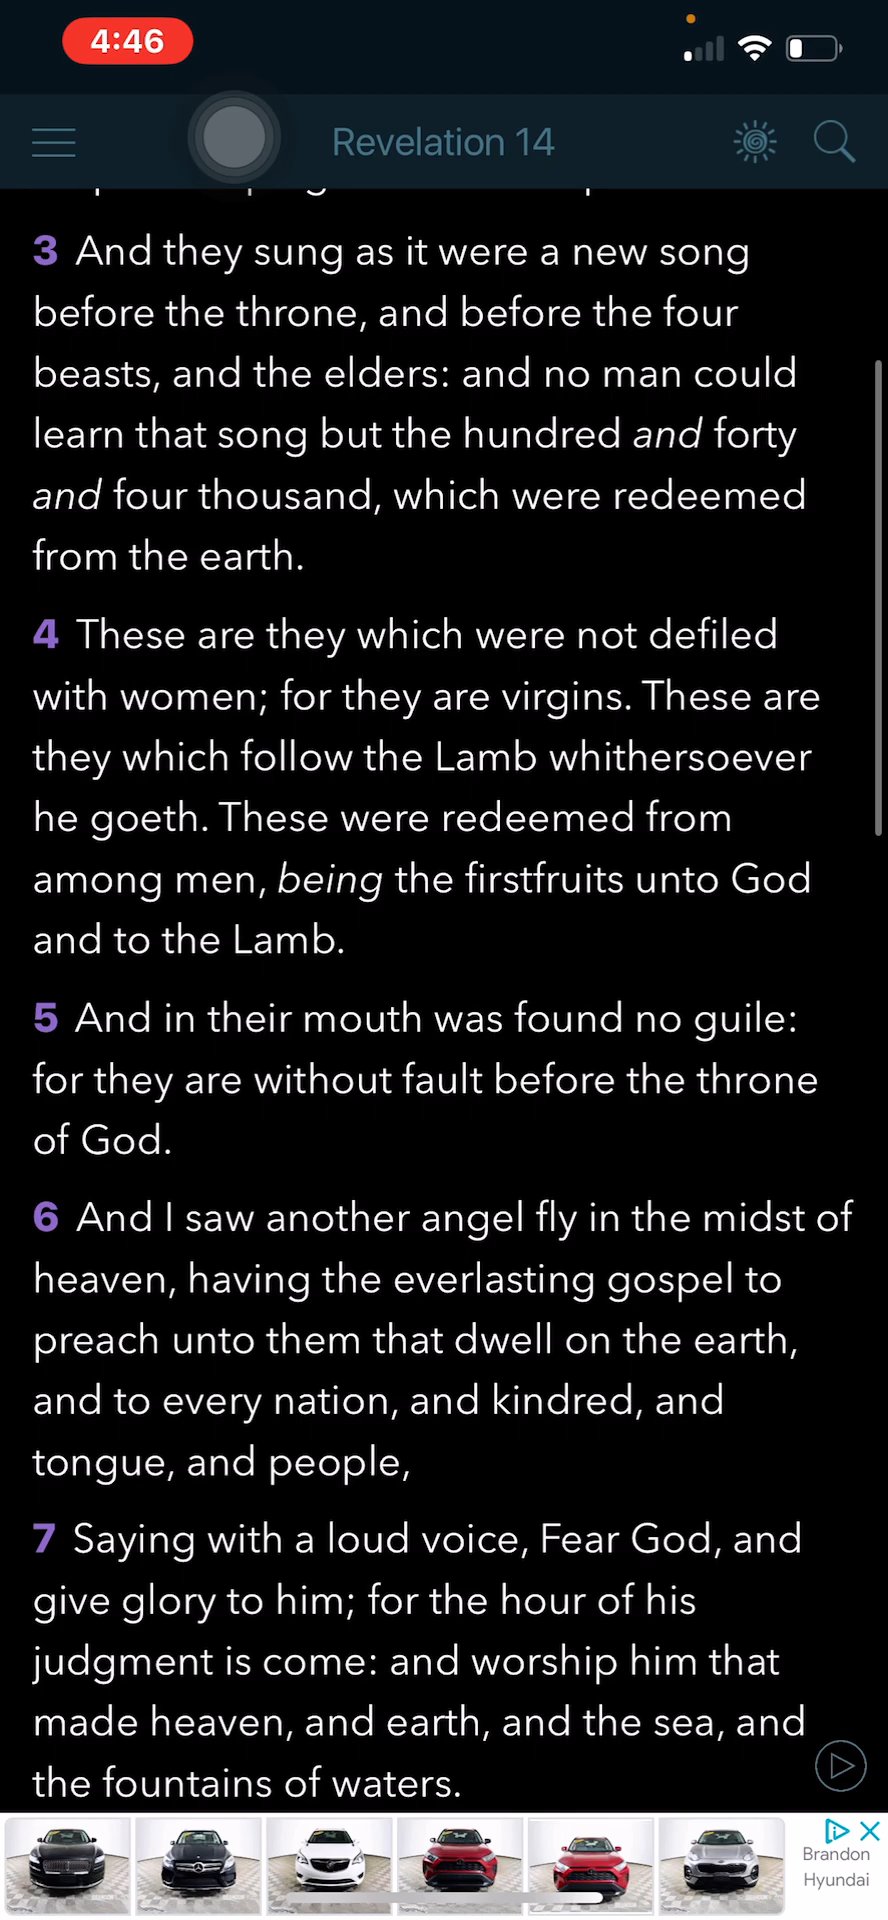 4:46
Revelation 14
3 And they sung as it were a new song
before the throne, and before the four
beasts, and the elders: and no man could
learn that song but the hundred and forty
and four thousand, which were redeemed
from the earth.
4 These are they which were not defiled
with women; for they are virgins. These are
they which follow the Lamb whithersoever
he goeth. These were redeemed from
among men, being the firstfruits unto God
and to the Lamb.
5 And in their mouth was found no guile:
for they are without fault before the throne
of God.
6 And I saw another angel fly in the midst of
heaven, having the everlasting gospel to
preach unto them that dwell on the earth,
and to every nation, and kindred, and
tongue, and people,
7 Saying with a loud voice, Fear God, and
give glory to him; for the hour of his
judgment is come: and worship him that
made heaven, and earth, and the sea, and
the fountains of waters.
Brandon
Hyundai